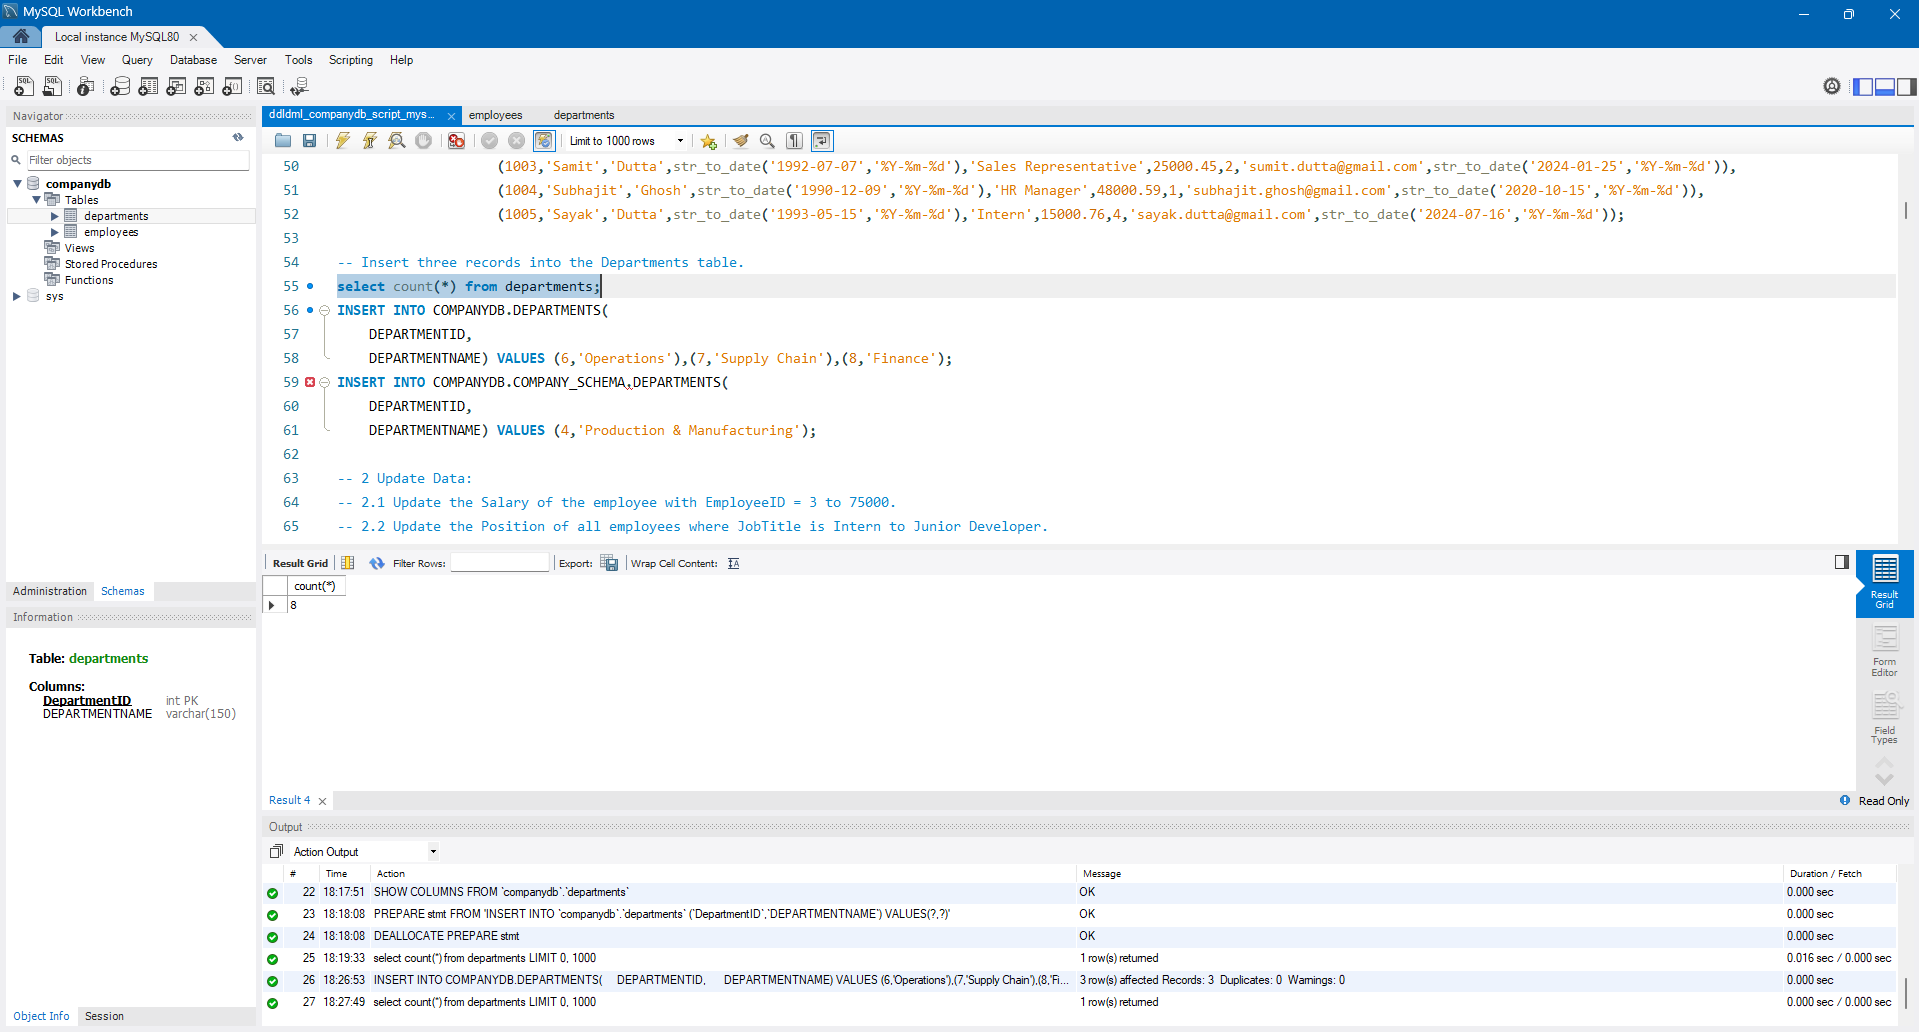 MySQL Workbench
Local instance MySQL80
File Edit View Query Database Server Tools Scripting Help
Navigator
SCHEMAS
Filter objects
companydb
Tables
departments
employees
Views
Stored Procedures
Functions
sys
Administration Schemas
Information
Table: departments
Columns:
DepartmentID int PK
DEPARTMENTNAME varchar(150)
Object Info Session
ddldml_companydb_script_mys... employees departments
Limit to 1000 rows
50 (1003,'Samit','Dutta',str_to_date('1992-07-07','%Y-%m-%d'),'Sales Representative',25000.45,2,'sumit.dutta@gmail.com',str_to_date('2024-01-25','%Y-%m-%d')),
51 (1004,'Subhajit','Ghosh',str_to_date('1990-12-09','%Y-%m-%d'),'HR Manager',48000.59,1,'subhajit.ghosh@gmail.com',str_to_date('2020-10-15','%Y-%m-%d')),
52 (1005,'Sayak','Dutta',str_to_date('1993-05-15','%Y-%m-%d'),'Intern',15000.76,4,'sayak.dutta@gmail.com',str_to_date('2024-07-16','%Y-%m-%d'));
53
54 -- Insert three records into the Departments table.
55 select count(*) from departments;
56 INSERT INTO COMPANYDB.DEPARTMENTS(
57 DEPARTMENTID,
58 DEPARTMENTNAME) VALUES (6,'Operations'),(7,'Supply Chain'),(8,'Finance');
59 INSERT INTO COMPANYDB.COMPANY_SCHEMA.DEPARTMENTS(
60 DEPARTMENTID,
61 DEPARTMENTNAME) VALUES (4,'Production & Manufacturing');
62
63 -- 2 Update Data:
64 -- 2.1 Update the Salary of the employee with EmployeeID = 3 to 75000.
65 -- 2.2 Update the Position of all employees where JobTitle is Intern to Junior Developer.
Result Grid Filter Rows: Export: Wrap Cell Content:
count(*)
8
Result Grid
Form Editor
Field Types
Result 4
Read Only
Output
Action Output
# Time Action Message Duration / Fetch
22 18:17:51 SHOW COLUMNS FROM `companydb`.`departments` OK 0.000 sec
23 18:18:08 PREPARE stmt FROM 'INSERT INTO `companydb`.`departments` (`DepartmentID`,`DEPARTMENTNAME`) VALUES(?,?)' OK 0.000 sec
24 18:18:08 DEALLOCATE PREPARE stmt OK 0.000 sec
25 18:19:33 select count(*) from departments LIMIT 0, 1000 1 row(s) returned 0.016 sec / 0.000 sec
26 18:26:53 INSERT INTO COMPANYDB.DEPARTMENTS( DEPARTMENTID, DEPARTMENTNAME) VALUES (6,'Operations'),(7,'Supply Chain'),(8,'Fi... 3 row(s) affected Records: 3 Duplicates: 0 Warnings: 0 0.000 sec
27 18:27:49 select count(*) from departments LIMIT 0, 1000 1 row(s) returned 0.000 sec / 0.000 sec